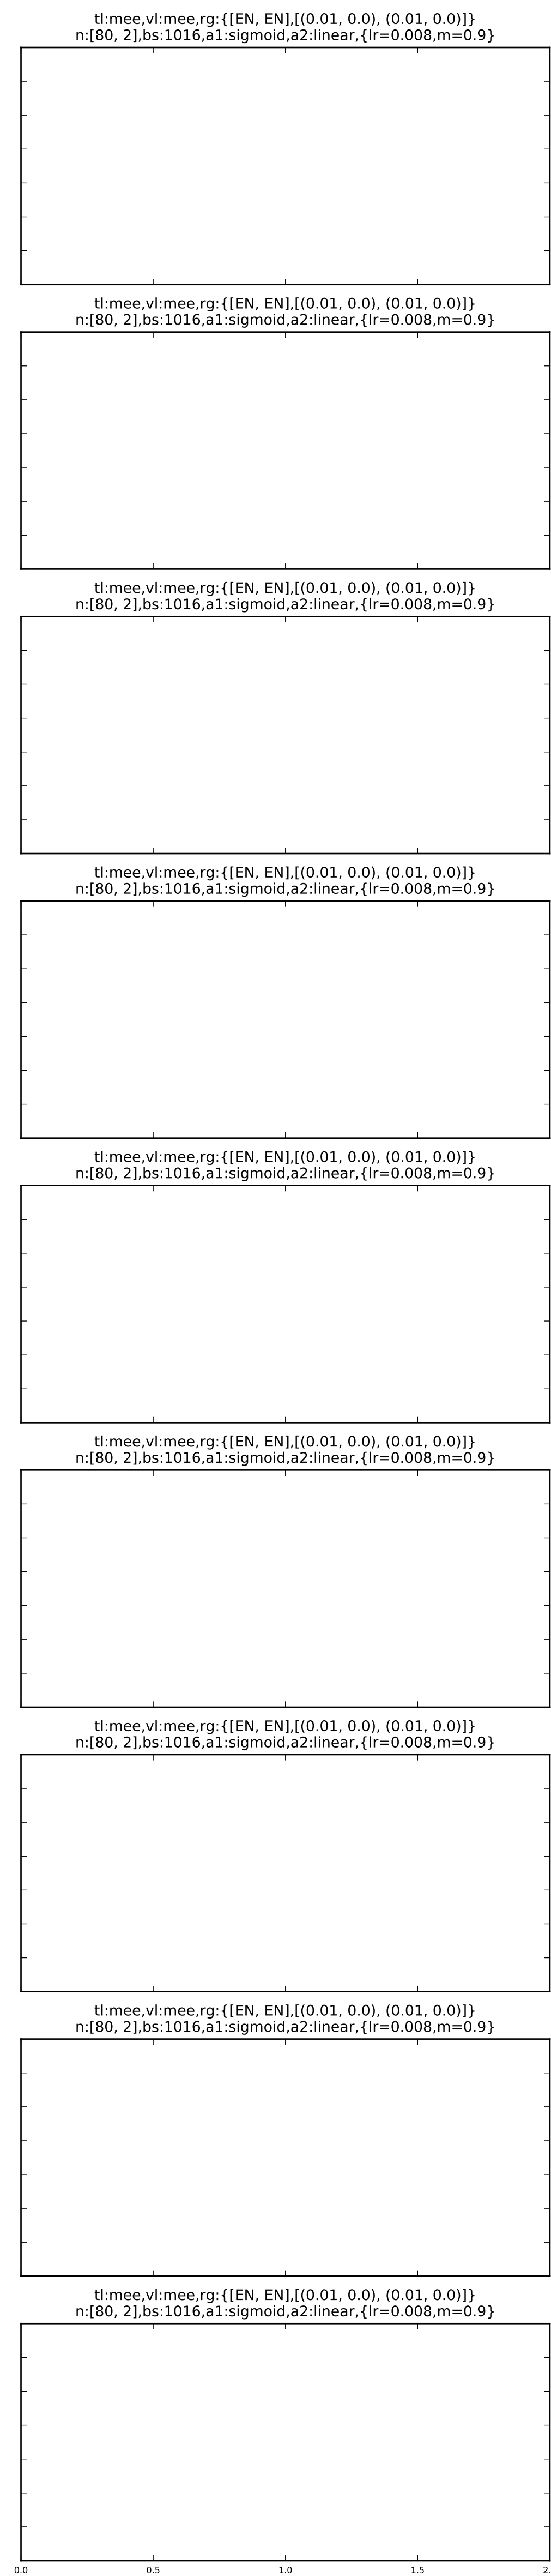 tl:mee,vl:mee,rg:{[EN, EN],[(0.01, 0.0), (0.01, 0.0)]}
n:[80, 2],bs:1016,a1:sigmoid,a2:linear,{lr=0.008,m=0.9}
tl:mee,vl:mee,rg:{[EN, EN],[(0.01, 0.0), (0.01, 0.0)]}
n:[80, 2],bs:1016,a1:sigmoid,a2:linear,{lr=0.008,m=0.9}
tl:mee,vl:mee,rg:{[EN, EN],[(0.01, 0.0), (0.01, 0.0)]}
n:[80, 2],bs:1016,a1:sigmoid,a2:linear,{lr=0.008,m=0.9}
tl:mee,vl:mee,rg:{[EN, EN],[(0.01, 0.0), (0.01, 0.0)]}
n:[80, 2],bs:1016,a1:sigmoid,a2:linear,{lr=0.008,m=0.9}
tl:mee,vl:mee,rg:{[EN, EN],[(0.01, 0.0), (0.01, 0.0)]}
n:[80, 2],bs:1016,a1:sigmoid,a2:linear,{lr=0.008,m=0.9}
tl:mee,vl:mee,rg:{[EN, EN],[(0.01, 0.0), (0.01, 0.0)]}
n:[80, 2],bs:1016,a1:sigmoid,a2:linear,{lr=0.008,m=0.9}
tl:mee,vl:mee,rg:{[EN, EN],[(0.01, 0.0), (0.01, 0.0)]}
n:[80, 2],bs:1016,a1:sigmoid,a2:linear,{lr=0.008,m=0.9}
tl:mee,vl:mee,rg:{[EN, EN],[(0.01, 0.0), (0.01, 0.0)]}
n:[80, 2],bs:1016,a1:sigmoid,a2:linear,{lr=0.008,m=0.9}
tl:mee,vl:mee,rg:{[EN, EN],[(0.01, 0.0), (0.01, 0.0)]}
n:[80, 2],bs:1016,a1:sigmoid,a2:linear,{lr=0.008,m=0.9}
0.0 0.5 1.0 1.5 2.